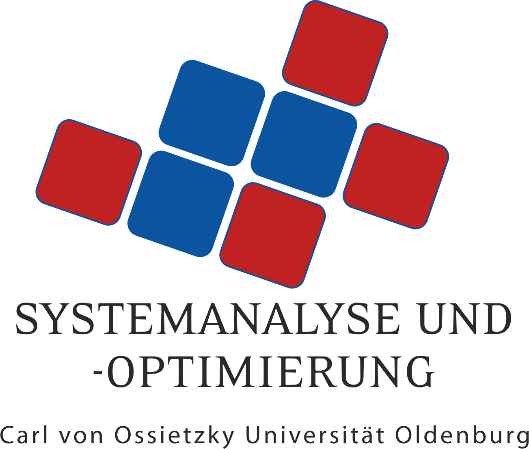 SYSTEMANALYSE UND
-OPTIMIERUNG
Carl von Ossietzky Universität Oldenburg